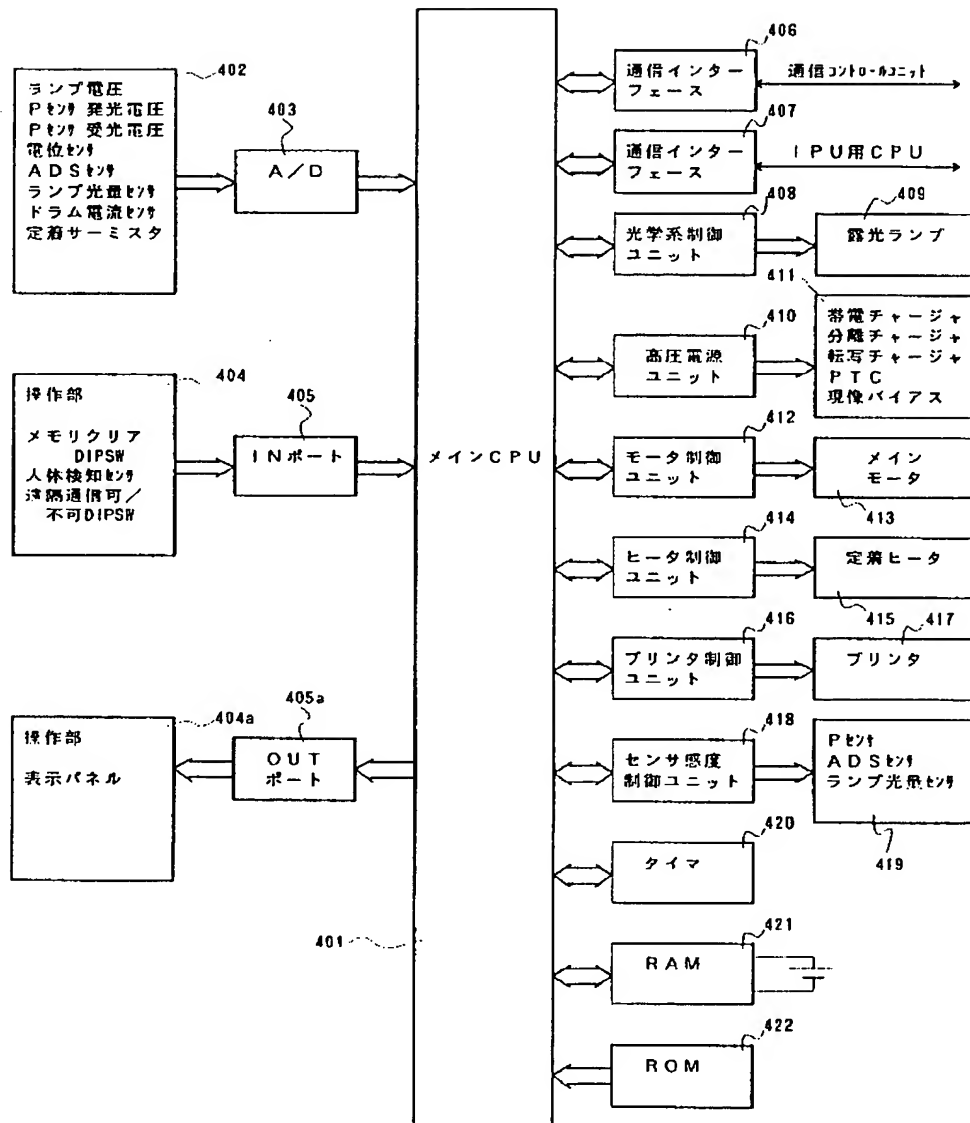 402
ランプ電圧
Pセンサ 発光電圧
Pセンサ 受光電圧
電位センサ
ADSセンサ
ランプ光量センサ
ドラム電流センサ
定着サーミスタ
403
A/D
404
操作部
メモリクリア
DIPSW
人体検知センサ
遠隔通信可/
不可DIPSW
405
INポート
404a
操作部
表示パネル
405a
OUT
ポート
メインCPU
401
406
通信インター
フェース
通信コントロールユニット
407
通信インター
フェース
IPU用CPU
408
光学系制御
ユニット
409
露光ランプ
410
高圧電源
ユニット
411
帯電チャージャ
分離チャージャ
転写チャージャ
PTC
現像バイアス
412
モータ制御
ユニット
メイン
モータ
413
414
ヒータ制御
ユニット
定着ヒータ
415
416
プリンタ制御
ユニット
417
プリンタ
418
センサ感度
制御ユニット
Pセンサ
ADSセンサ
ランプ光量センサ
419
420
タイマ
421
RAM
422
ROM